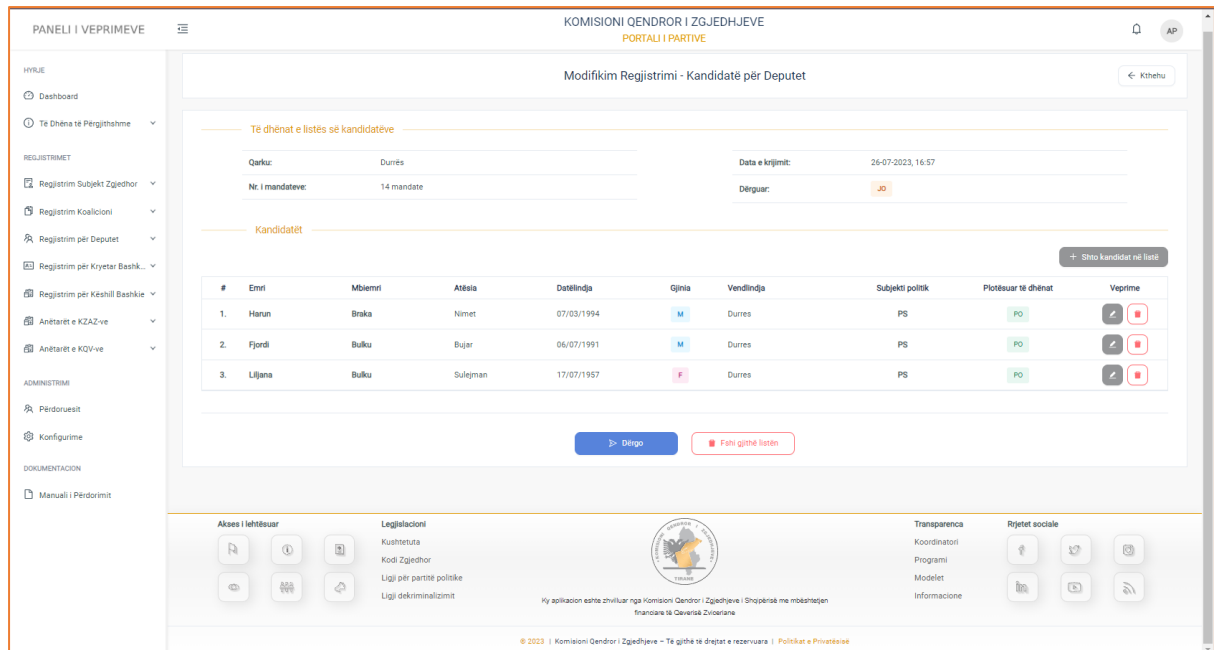 PANELI I VEPRIMEVE
KOMISIONI QENDROR I ZGJEDHJEVE
PORTALI I PARTIVE
AP
HYRJE
Dashboard
Të Dhëna të Përgjithshme
REGJISTRIMET
Regjistrim Subjekt Zgjedhor
Regjistrim Koalicioni
Regjistrim për Deputet
Regjistrim për Kryetar Bashk...
Regjistrim për Këshill Bashkie
Anëtarët e KZAZ-ve
Anëtarët e KQV-ve
ADMINISTRIMI
Përdoruesit
Konfigurime
DOKUMENTACION
Manuali i Përdorimit
Modifikim Regjistrimi - Kandidatë për Deputet
Kthehu
Të dhënat e listës së kandidatëve
Qarku: Durrës
Data e krijimit: 26-07-2023, 16:57
Nr. i mandateve: 14 mandate
Dërguar: JO
Kandidatët
+ Shto kandidat në listë
# Emri Mbiemri Atësia Datëlindja Gjinia Vendlindja Subjekti politik Plotësuar të dhënat Veprime
1. Harun Braka Nimet 07/03/1994 M Durres PS PO
2. Fjordi Bulku Bujar 06/07/1991 M Durres PS PO
3. Liljana Bulku Sulejman 17/07/1957 F Durres PS PO
Dërgo
Fshi gjithë listën
Akses i lehtësuar
Legjislacioni
Kushtetuta
Kodi Zgjedhor
Ligji për partitë politike
Ligji dekriminalizimit
KOMISIONI QENDROR I ZGJEDHJEVE
TIRANE
Ky aplikacion eshte zhvilluar nga Komisioni Qendror i Zgjedhjeve i Shqipërisë me mbështetjen
financiare të Qeverisë Zviceriane
Transparenca
Koordinatori
Programi
Modelet
Informacione
Rrjetet sociale
© 2023 | Komisioni Qendror i Zgjedhjeve – Të gjithë të drejtat e rezervuara | Politikat e Privatësisë